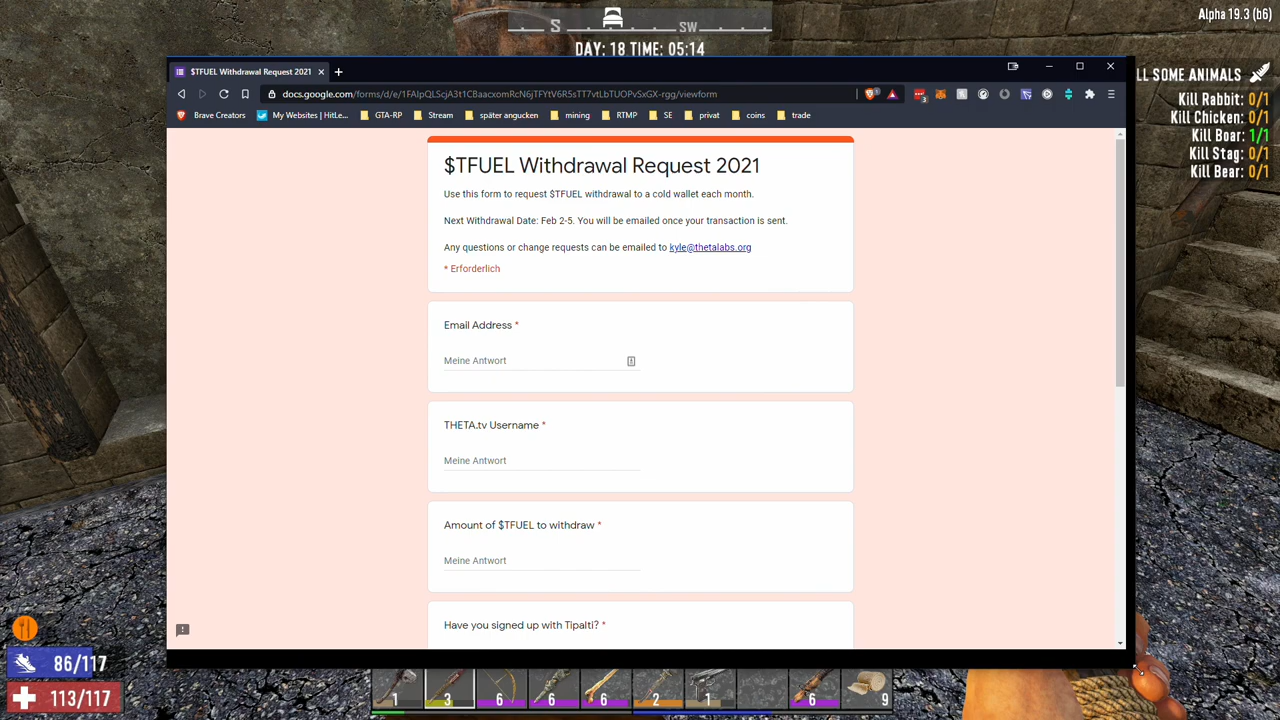 Alpha 19.3 (b6)
S SW
DAY: 18 TIME: 05:14
$TFUEL Withdrawal Request 2021
docs.google.com/forms/d/e/1FAIpQLScjA3t1CBaacxomRcN6jTFYtV6R5sTT7vtLbTUOPvSxGX-rgg/viewform
Brave Creators
My Websites | HitLe...
GTA-RP
Stream
später angucken
mining
RTMP
SE
privat
coins
trade
LL SOME ANIMALS
Kill Rabbit: 0/1
Kill Chicken: 0/1
Kill Boar: 1/1
Kill Stag: 0/1
Kill Bear: 0/1
$TFUEL Withdrawal Request 2021
Use this form to request $TFUEL withdrawal to a cold wallet each month.
Next Withdrawal Date: Feb 2-5. You will be emailed once your transaction is sent.
Any questions or change requests can be emailed to kyle@thetalabs.org
* Erforderlich
Email Address *
Meine Antwort
THETA.tv Username *
Meine Antwort
Amount of $TFUEL to withdraw *
Meine Antwort
Have you signed up with Tipalti? *
86/117
113/117
1 3 6 6 6 2 1 6 9